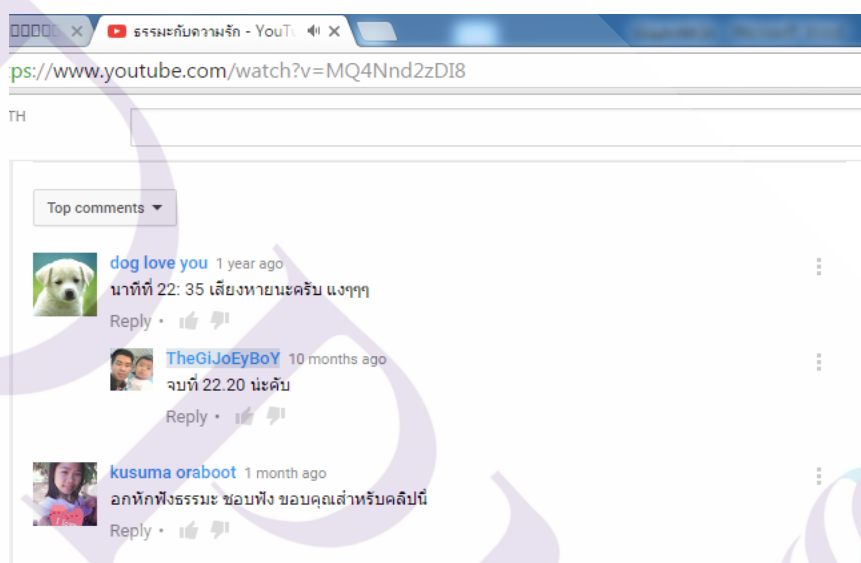 ธรรมะกับความรัก - YouTu
ps://www.youtube.com/watch?v=MQ4Nnd2zDI8
TH
Top comments
dog love you 1 year ago
นาทีที่ 22: 35 เสียงหายนะครับ แงๆๆๆ
Reply •
TheGiJoEyBoY 10 months ago
จบที่ 22.20 น่ะคับ
Reply •
kusuma oraboot 1 month ago
อกหักฟังธรรมะ ชอบฟัง ขอบคุณสำหรับคลิปนี้
Reply •